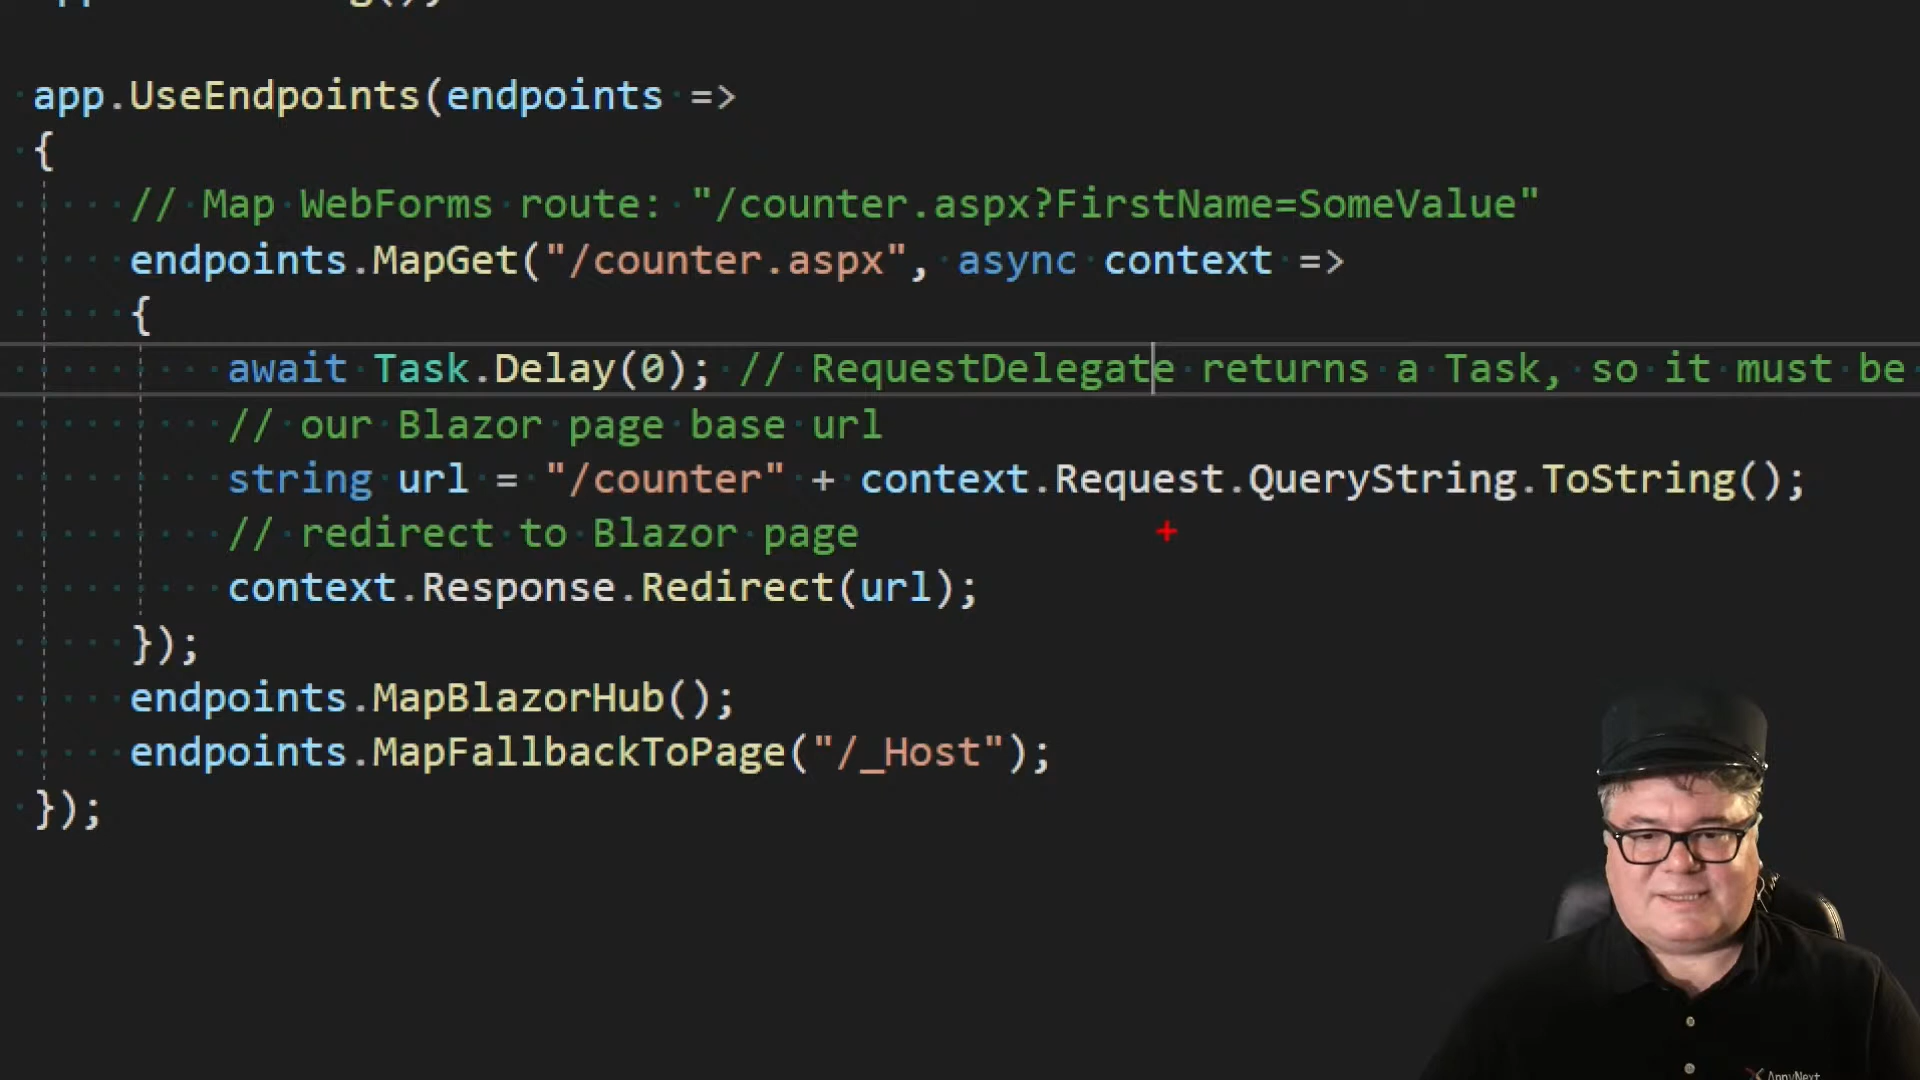 app.UseEndpoints(endpoints =>
{
// Map WebForms route: "/counter.aspx?FirstName=SomeValue"
endpoints.MapGet("/counter.aspx", async context =>
{
await Task.Delay(0); // RequestDelegate returns a Task, so it must be
// our Blazor page base url
string url = "/counter" + context.Request.QueryString.ToString();
// redirect to Blazor page
context.Response.Redirect(url);
});
endpoints.MapBlazorHub();
endpoints.MapFallbackToPage("/_Host");
});
AppvNext